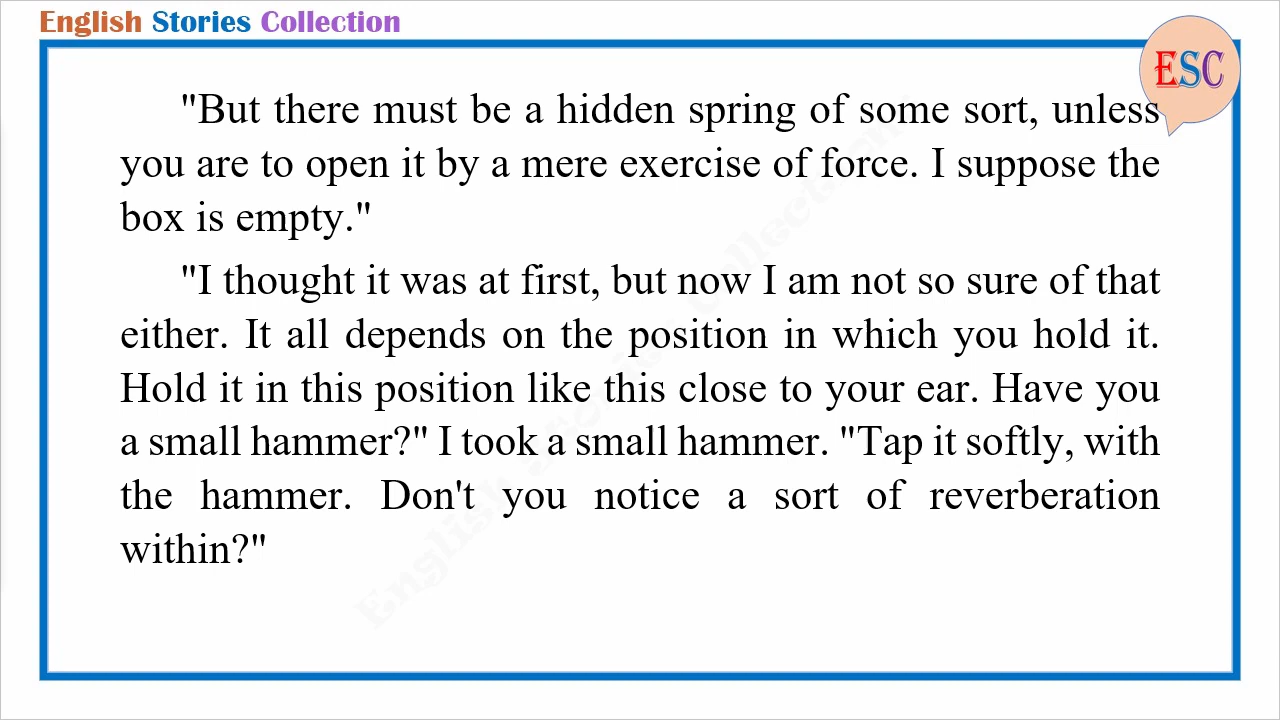 English Stories Collection
ESC
"But there must be a hidden spring of some sort, unless
you are to open it by a mere exercise of force. I suppose the
box is empty."
"I thought it was at first, but now I am not so sure of that
either. It all depends on the position in which you hold it.
Hold it in this position like this close to your ear. Have you
a small hammer?" I took a small hammer. "Tap it softly, with
the hammer. Don't you notice a sort of reverberation
within?"
English Stories Collection